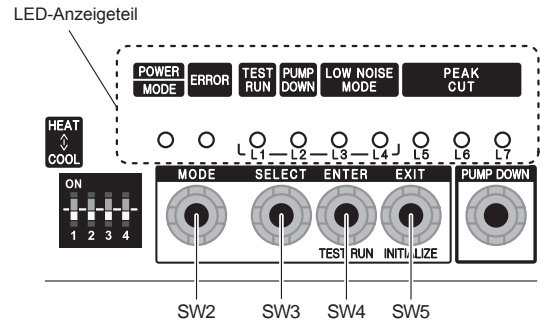 LED-Anzeigeteil
POWER
MODE
ERROR
TEST
RUN
PUMP
DOWN
LOW NOISE
MODE
PEAK
CUT
HEAT
COOL
L1
L2
L3
L4
L5
L6
L7
ON
1 2 3 4
MODE
SELECT
ENTER
EXIT
PUMP DOWN
TEST RUN
INITIALIZE
SW2
SW3
SW4
SW5